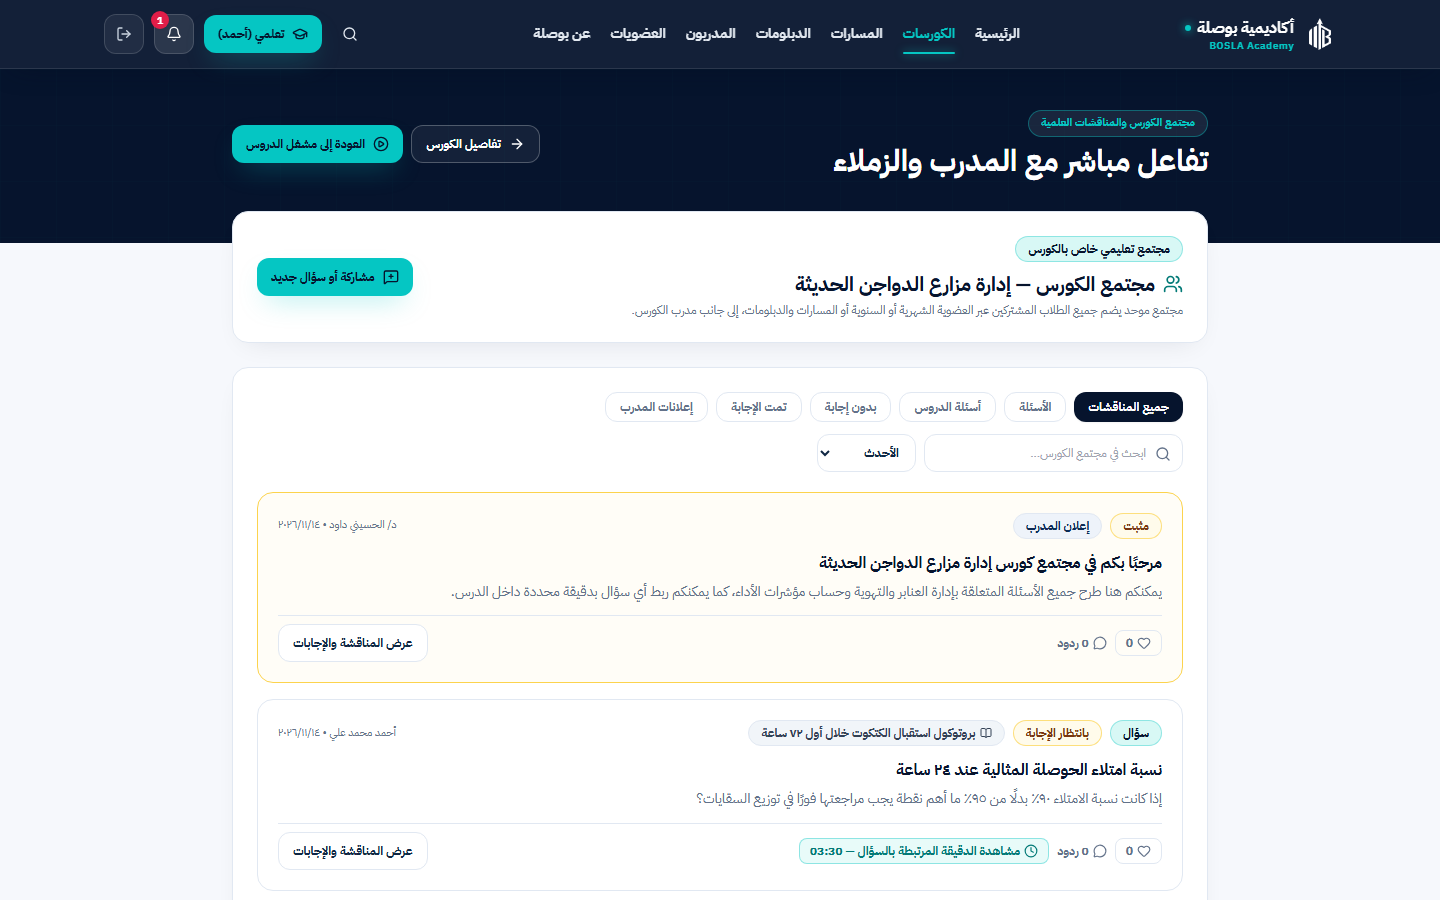 أكاديمية بوصلة
BOSLA Academy
الرئيسية
الكورسات
المسارات
الدبلومات
المدربون
العضويات
عن بوصلة
تعلمي (أحمد)
1
مجتمع الكورس والمناقشات العلمية
تفاعل مباشر مع المدرب والزملاء
تفاصيل الكورس
العودة إلى مشغل الدروس
مجتمع تعليمي خاص بالكورس
مجتمع الكورس — إدارة مزارع الدواجن الحديثة
مجتمع موحد يضم جميع الطلاب المشتركين عبر العضوية الشهرية أو السنوية أو المسارات والدبلومات، إلى جانب مدرب الكورس.
مشاركة أو سؤال جديد
جميع المناقشات
الأسئلة
أسئلة الدروس
بدون إجابة
تمت الإجابة
إعلانات المدرب
ابحث في مجتمع الكورس...
الأحدث
مثبت
إعلان المدرب
د/ الحسيني داود • ٢٠٢٦/١١/١٤
مرحبًا بكم في مجتمع كورس إدارة مزارع الدواجن الحديثة
يمكنكم هنا طرح جميع الأسئلة المتعلقة بإدارة العنابر والتهوية وحساب مؤشرات الأداء، كما يمكنكم ربط أي سؤال بدقيقة محددة داخل الدرس.
0
0 ردود
عرض المناقشة والإجابات
سؤال
بانتظار الإجابة
بروتوكول استقبال الكتكوت خلال أول ٧٢ ساعة
أحمد محمد علي • ٢٠٢٦/١١/١٤
نسبة امتلاء الحوصلة المثالية عند ٢٤ ساعة
إذا كانت نسبة الامتلاء ٩٠٪ بدلًا من ٩٥٪ ما أهم نقطة يجب مراجعتها فورًا في توزيع السقايات؟
0
0 ردود
مشاهدة الدقيقة المرتبطة بالسؤال — 03:30
عرض المناقشة والإجابات